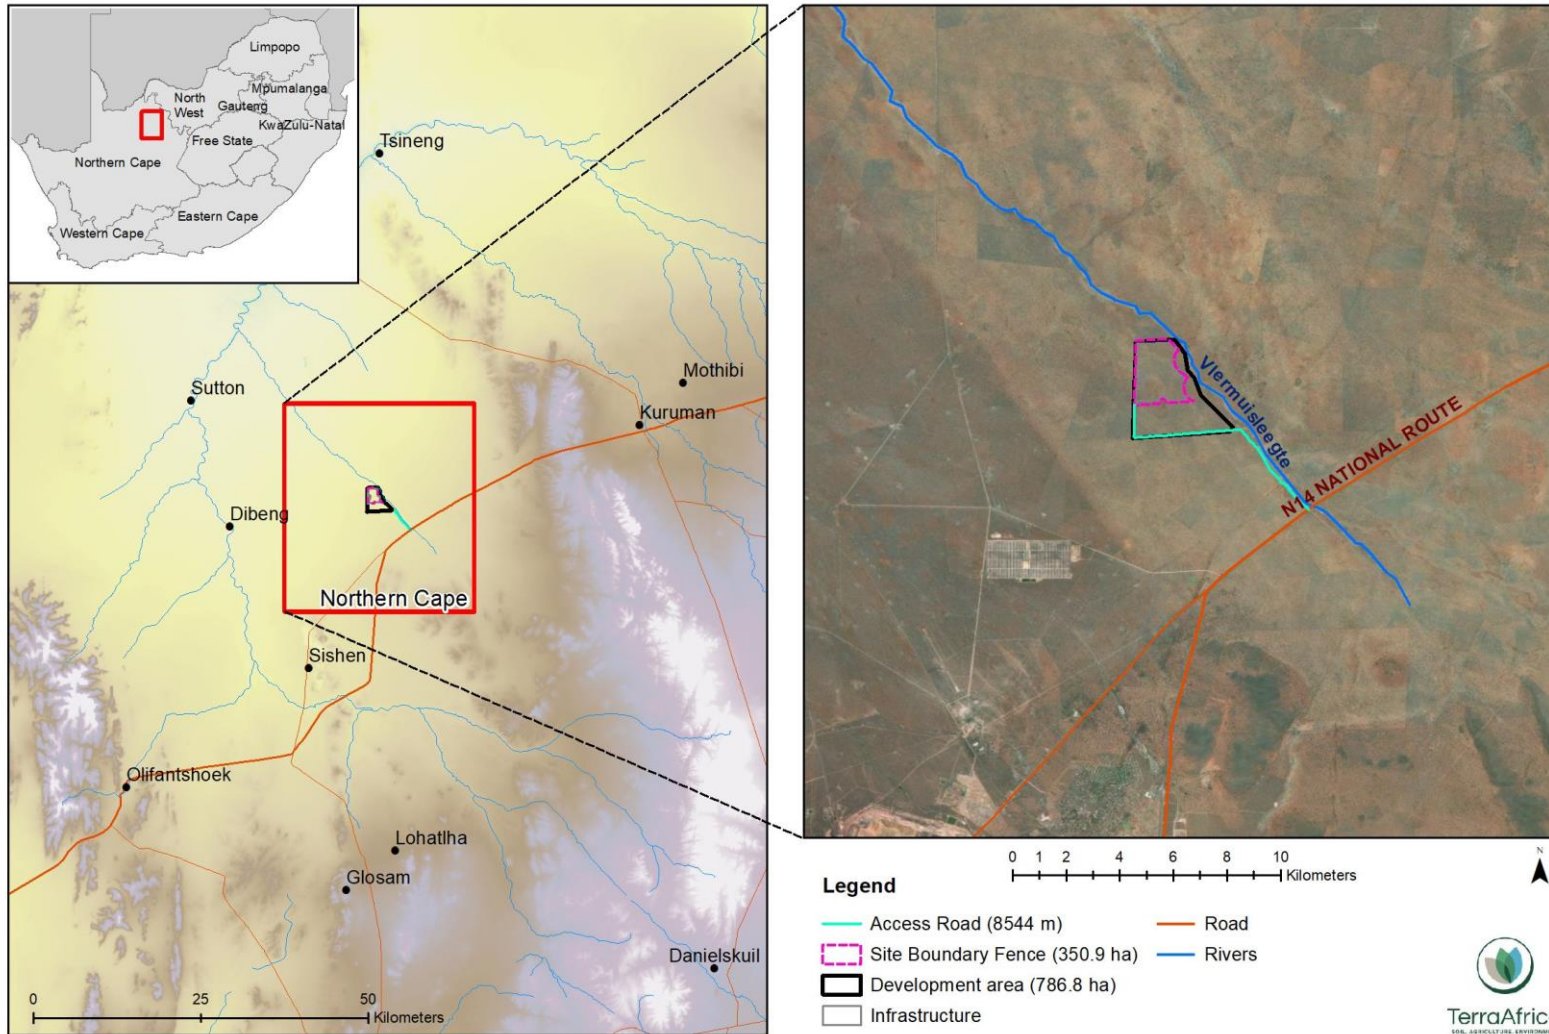 Limpopo
Mpumalanga
North
West
Gauteng
KwaZulu-Natal
Free State
Northern Cape
Eastern Cape
Western Cape
Tsineng
Mothibi
Sutton
Kuruman
Dibeng
Northern Cape
Sishen
Olifantshoek
Lohatlha
Glosam
Danielskuil
0 25 50
Kilometers
Vlermuisleegte
N14 NATIONAL ROUTE
0 1 2 4 6 8 10
Kilometers
N
Legend
Access Road (8544 m)
Site Boundary Fence (350.9 ha)
Development area (786.8 ha)
Infrastructure
Road
Rivers
TerraAfric
SOIL. AGRICULTURE. ENVIRONM